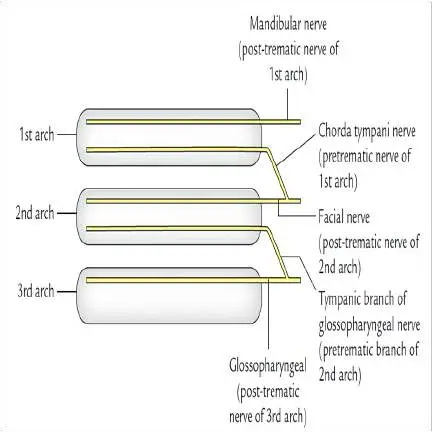 Mandibular nerve
(post-trematic nerve of
1st arch)
1st arch
Chorda tympani nerve
(pretrematic nerve of
1st arch)
2nd arch
Facial nerve
(post-trematic nerve of
2nd arch)
3rd arch
Tympanic branch of
glossopharyngeal nerve
(pretrematic branch of
2nd arch)
Glossopharyngeal
(post-trematic
nerve of 3rd arch)